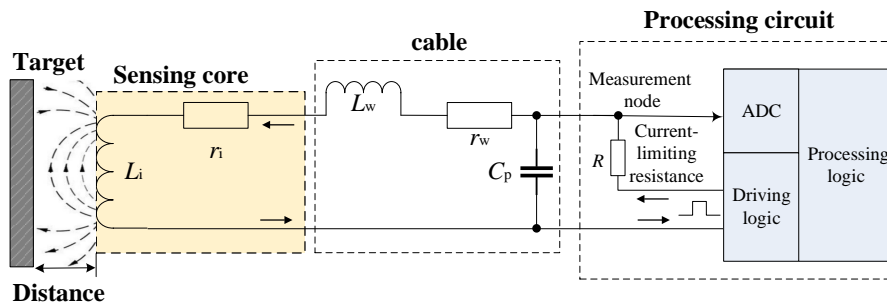 Processing circuit
cable
Target
Sensing core
Measurement
node
ADC
Lw
rw
ri
Current-
limiting
resistance
R
Cp
Li
Processing
logic
Driving
logic
Distance